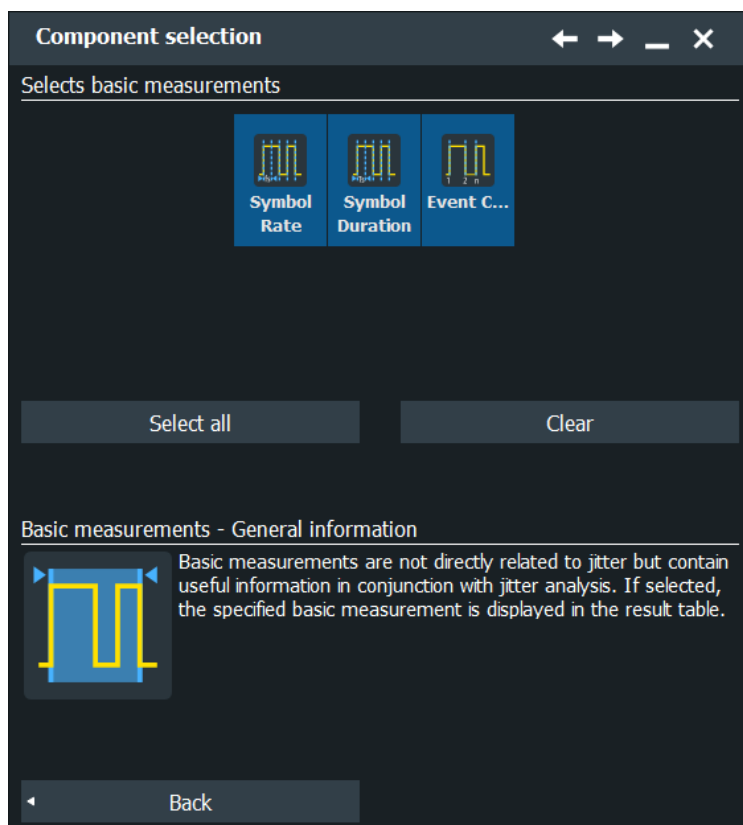 Component selection
Selects basic measurements
Symbol Rate
Symbol Duration
Event C...
Select all
Clear
Basic measurements - General information
Basic measurements are not directly related to jitter but contain
useful information in conjunction with jitter analysis. If selected,
the specified basic measurement is displayed in the result table.
Back